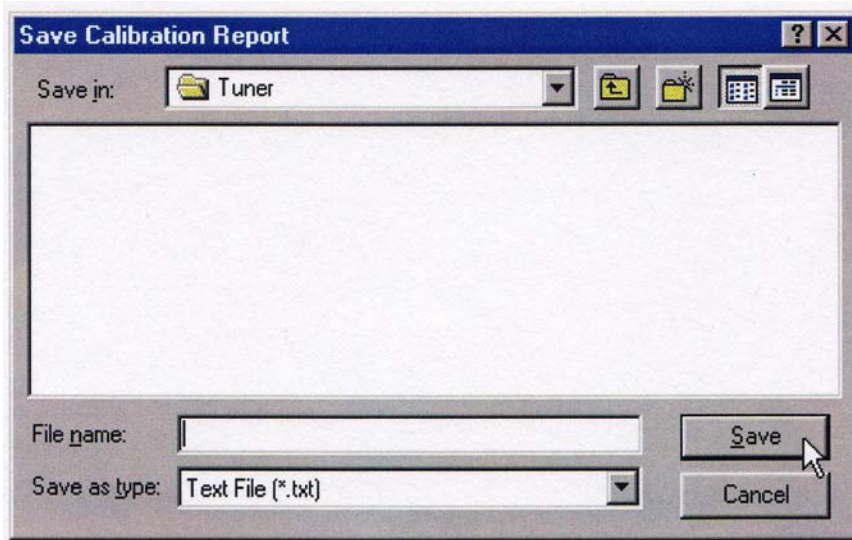 Save Calibration Report
Save in: Tuner
File name:
Save
Save as type: Text File (*.txt)
Cancel